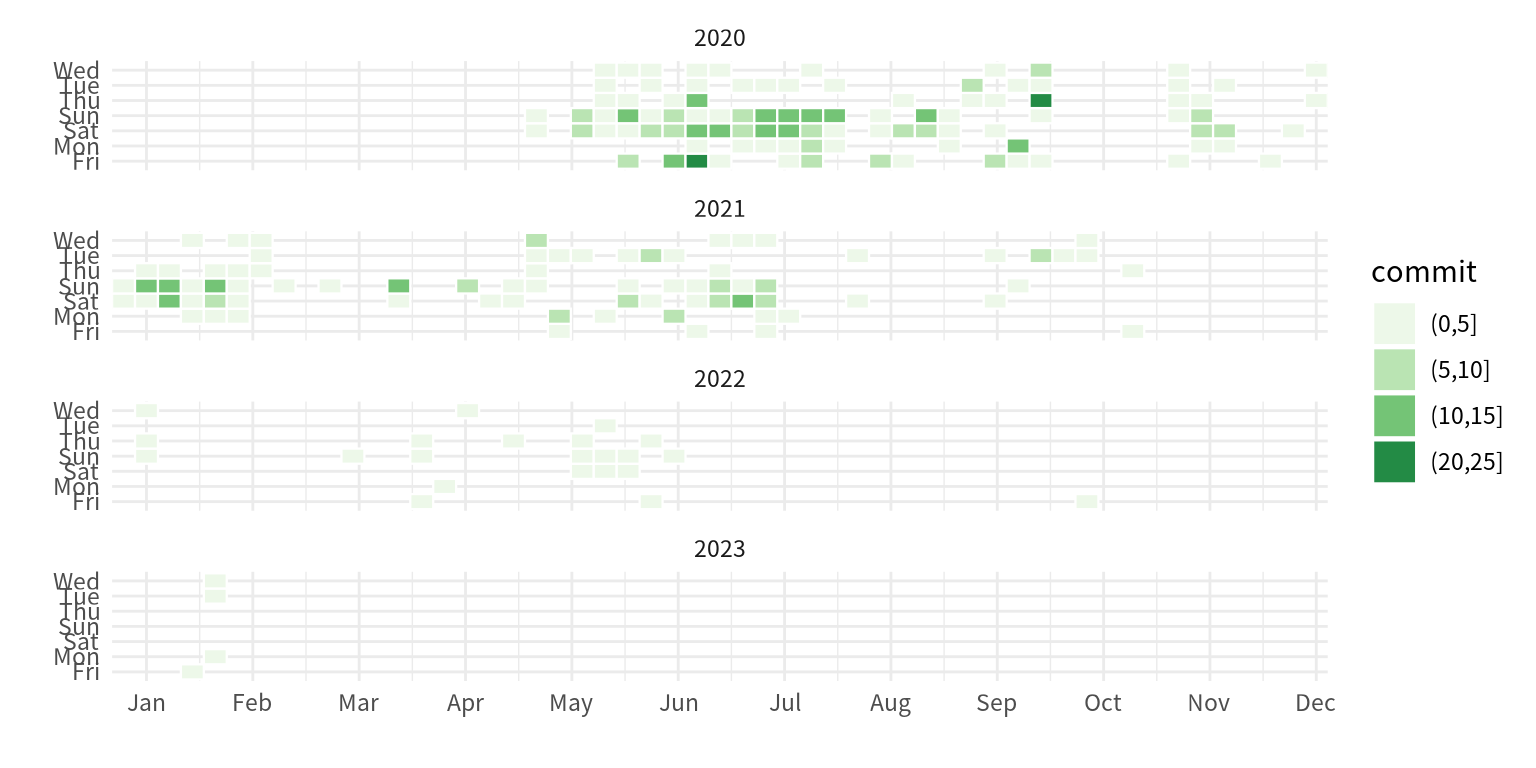 2020
Wed
Tue
Thu
Sun
Sat
Mon
Fri
2021
Wed
Tue
Thu
Sun
Sat
Mon
Fri
2022
Wed
Tue
Thu
Sun
Sat
Mon
Fri
2023
Wed
Tue
Thu
Sun
Sat
Mon
Fri
Jan Feb Mar Apr May Jun Jul Aug Sep Oct Nov Dec
commit
(0,5]
(5,10]
(10,15]
(20,25]